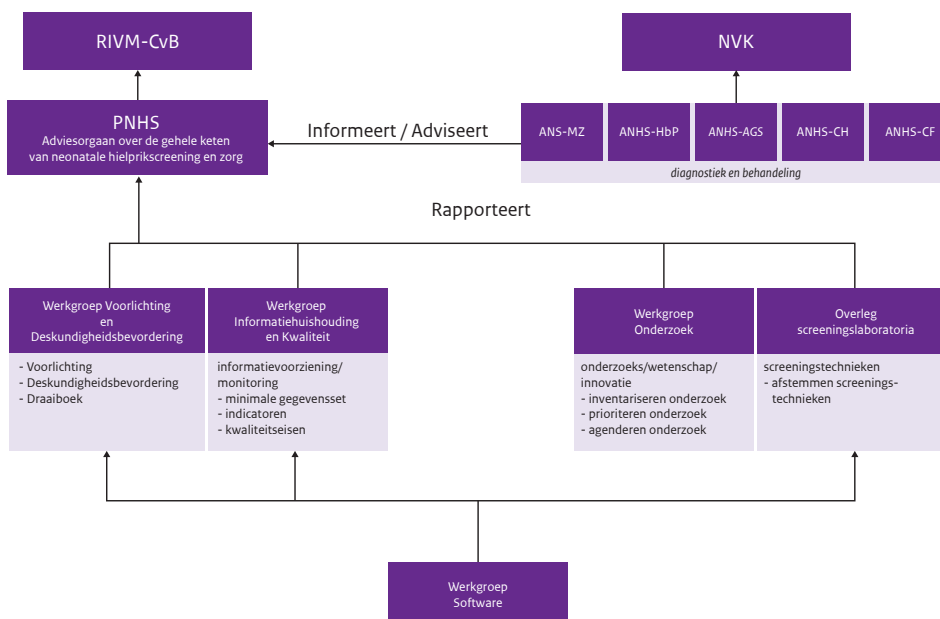 RIVM-CvB
NVK
PNHS
Adviesorgaan over de gehele keten
van neonatale hielprikscreening en zorg
Informeert / Adviseert
ANS-MZ
ANHS-HbP
ANHS-AGS
ANHS-CH
ANHS-CF
diagnostiek en behandeling
Rapporteert
Werkgroep Voorlichting
en
Deskundigheidsbevordering
- Voorlichting
- Deskundigheidsbevordering
- Draaiboek
Werkgroep
Informatiehuishouding
en Kwaliteit
informatievoorziening/
monitoring
- minimale gegevensset
- indicatoren
- kwaliteitseisen
Werkgroep
Onderzoek
onderzoeks/wetenschap/
innovatie
- inventariseren onderzoek
- prioriteren onderzoek
- agenderen onderzoek
Overleg
screeningslaboratoria
screeningstechnieken
- afstemmen screenings-
technieken
Werkgroep
Software